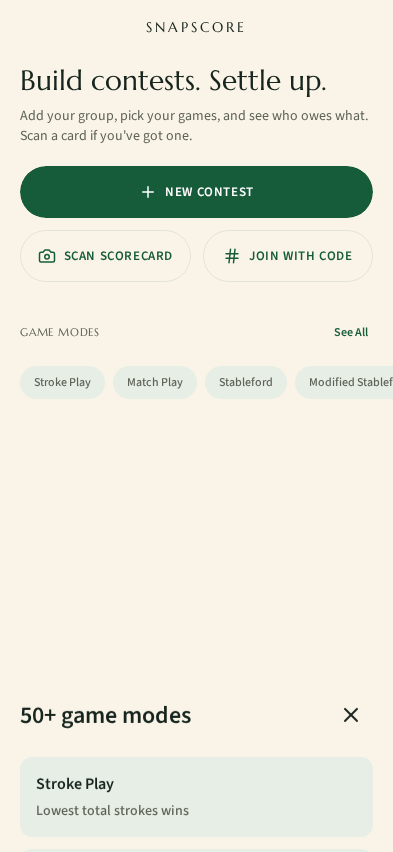 SNAPSCORE
Build contests. Settle up.
Add your group, pick your games, and see who owes what.
Scan a card if you've got one.
NEW CONTEST
SCAN SCORECARD
JOIN WITH CODE
GAME MODES
See All
Stroke Play
Match Play
Stableford
Modified Stablef
50+ game modes
Stroke Play
Lowest total strokes wins